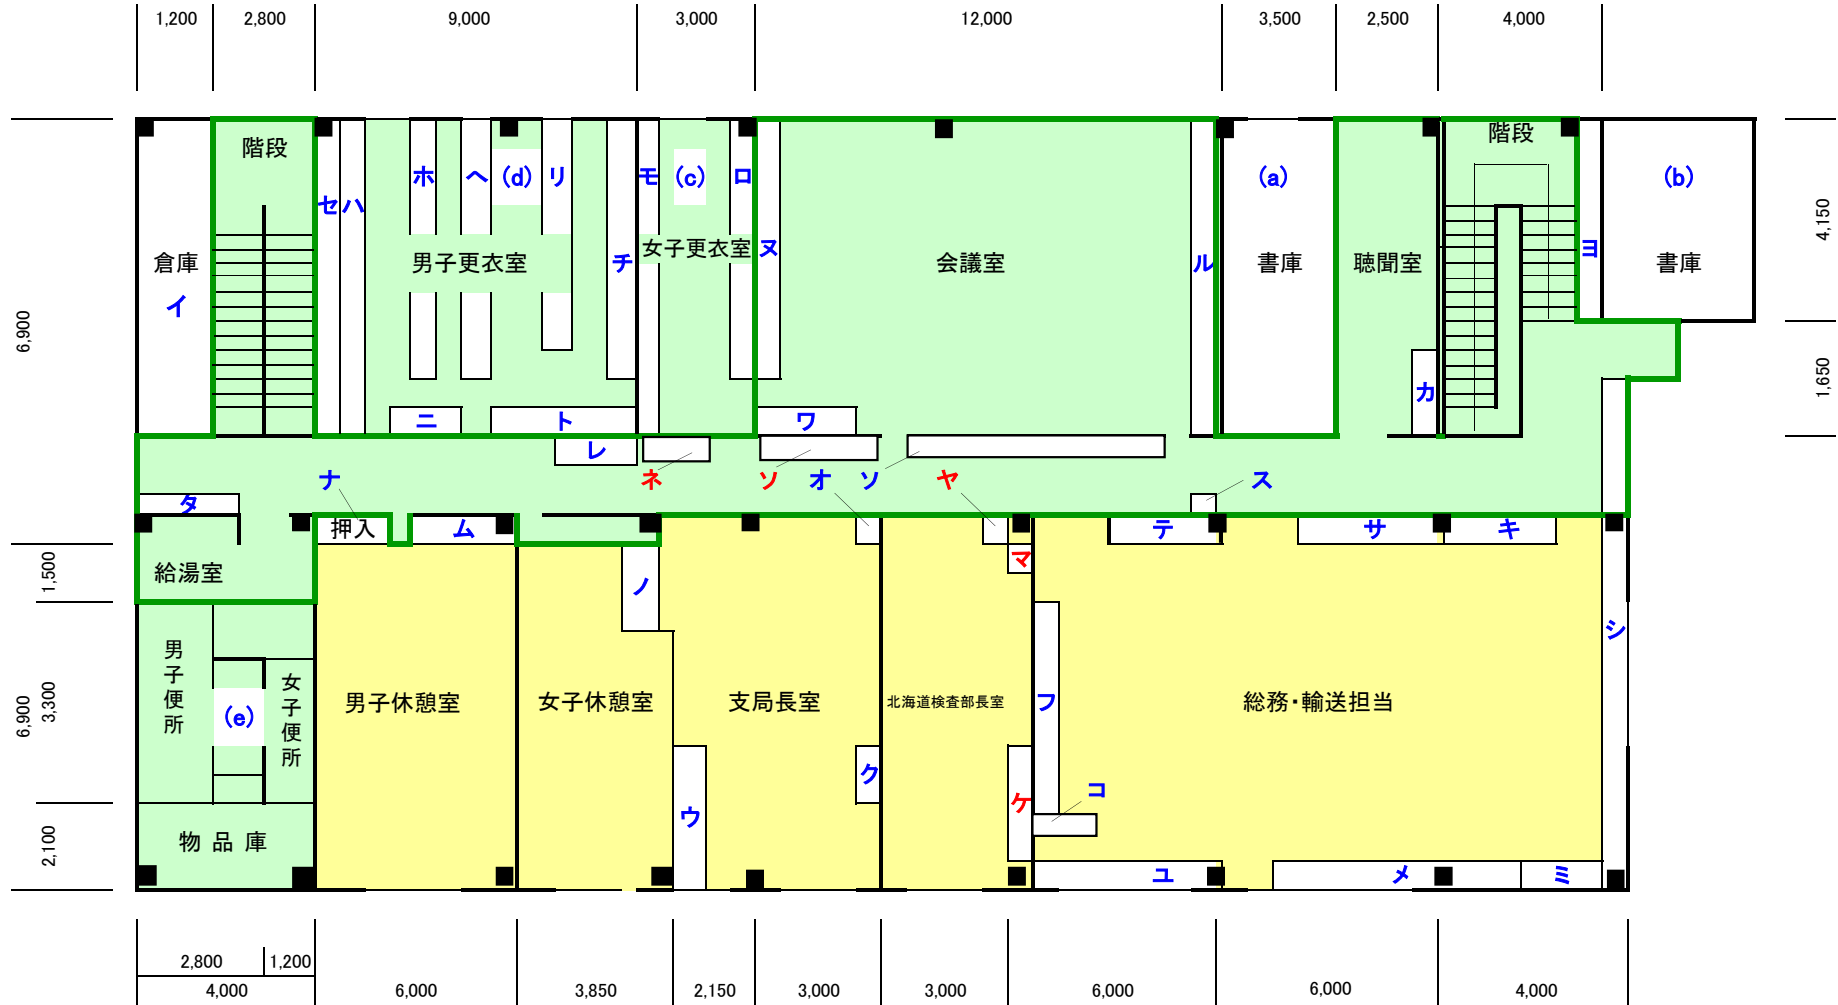 1,200
2,800
9,000
3,000
12,000
3,500
2,500
4,000
階段
階段
ホ
ヘ
(d)
リ
モ
(c)
ロ
(a)
(b)
セ
ハ
4,150
倉庫
イ
男子更衣室
チ
女子更衣室
ヌ
会議室
ル
書庫
聴聞室
ヨ
書庫
6,900
1,650
カ
ニ
ト
ワ
レ
ナ
ネ
ソ
オ
ソ
ヤ
ス
タ
押入
ム
テ
サ
キ
マ
1,500
給湯室
ノ
シ
男子便所
女子便所
(e)
6,900
3,300
男子休憩室
女子休憩室
支局長室
北海道検査部長室
フ
総務・輸送担当
ク
コ
ケ
ウ
2,100
物品庫
ユ
メ
ミ
2,800
1,200
4,000
6,000
3,850
2,150
3,000
3,000
6,000
6,000
4,000